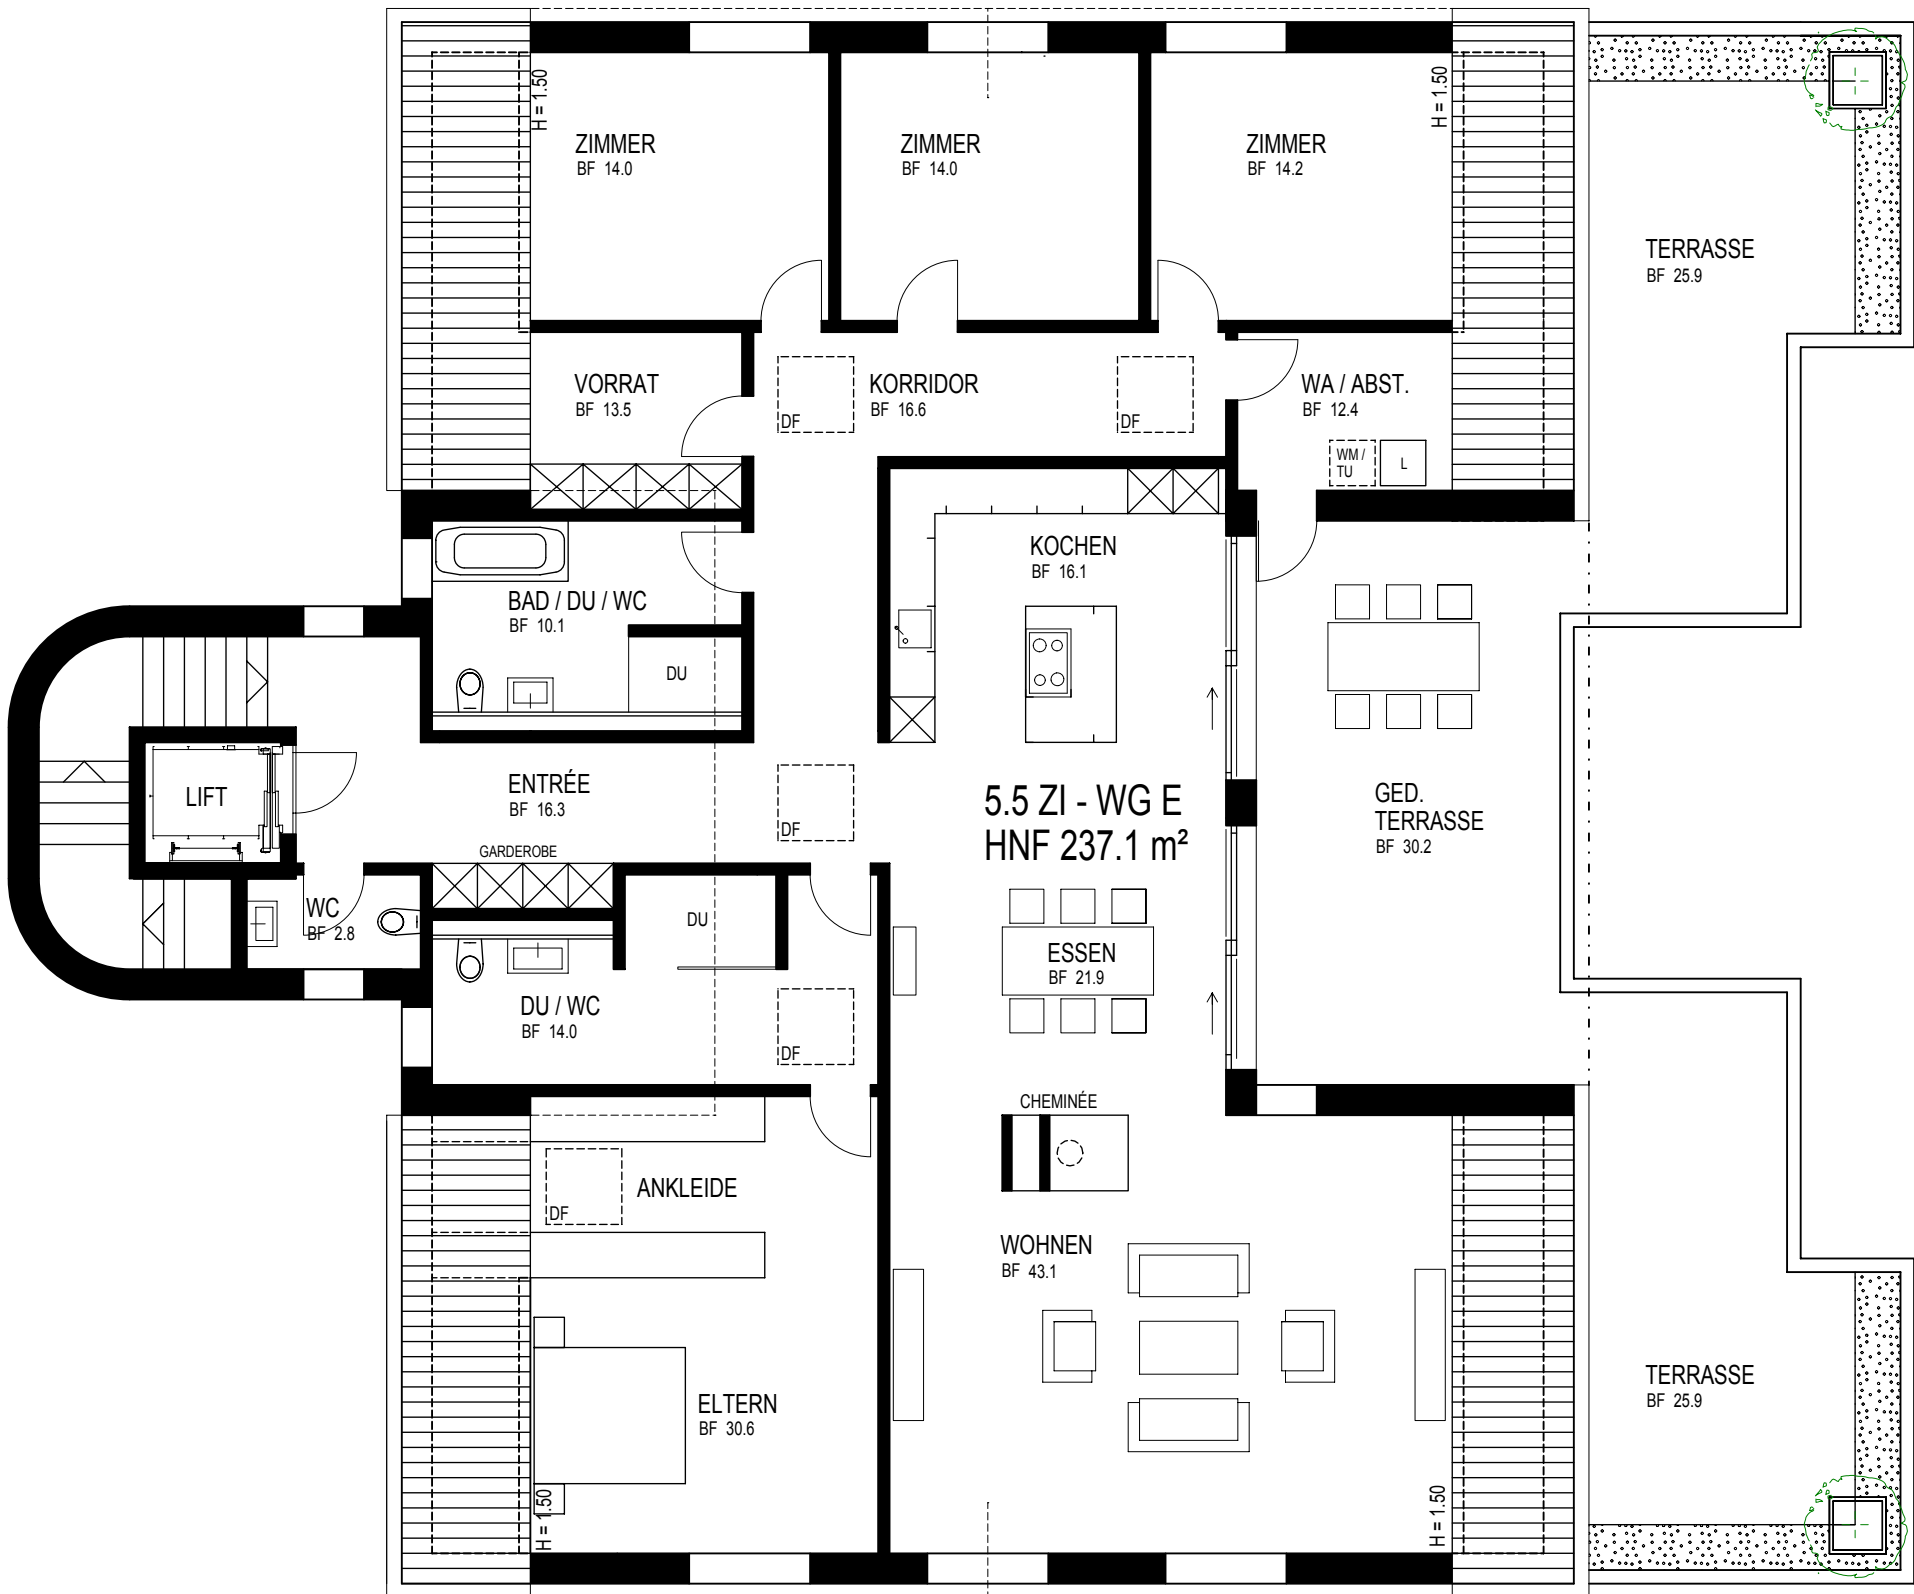 H = 1.50
H = 1.50
ZIMMER
BF 14.0
ZIMMER
BF 14.0
ZIMMER
BF 14.2
TERRASSE
BF 25.9
VORRAT
BF 13.5
DF
KORRIDOR
BF 16.6
DF
WA / ABST.
BF 12.4
WM /
TU
L
KOCHEN
BF 16.1
BAD / DU / WC
BF 10.1
DU
LIFT
ENTRÉE
BF 16.3
DF
5.5 ZI - WG E
HNF 237.1 m²
GED.
TERRASSE
BF 30.2
GARDEROBE
WC
BF 2.8
DU
ESSEN
BF 21.9
DU / WC
BF 14.0
DF
CHEMINÉE
ANKLEIDE
DF
WOHNEN
BF 43.1
ELTERN
BF 30.6
TERRASSE
BF 25.9
H = 1.50
H = 1.50